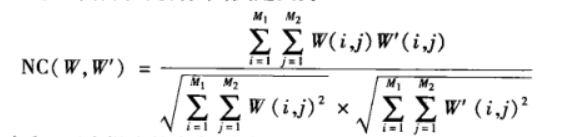 NC(W,W′) = \frac{\sum_{i=1}^{M_1} \sum_{j=1}^{M_2} W(i,j)W′(i,j)}{\sqrt{\sum_{i=1}^{M_1} \sum_{j=1}^{M_2} W(i,j)^2} × \sqrt{\sum_{i=1}^{M_1} \sum_{j=1}^{M_2} W′(i,j)^2}}